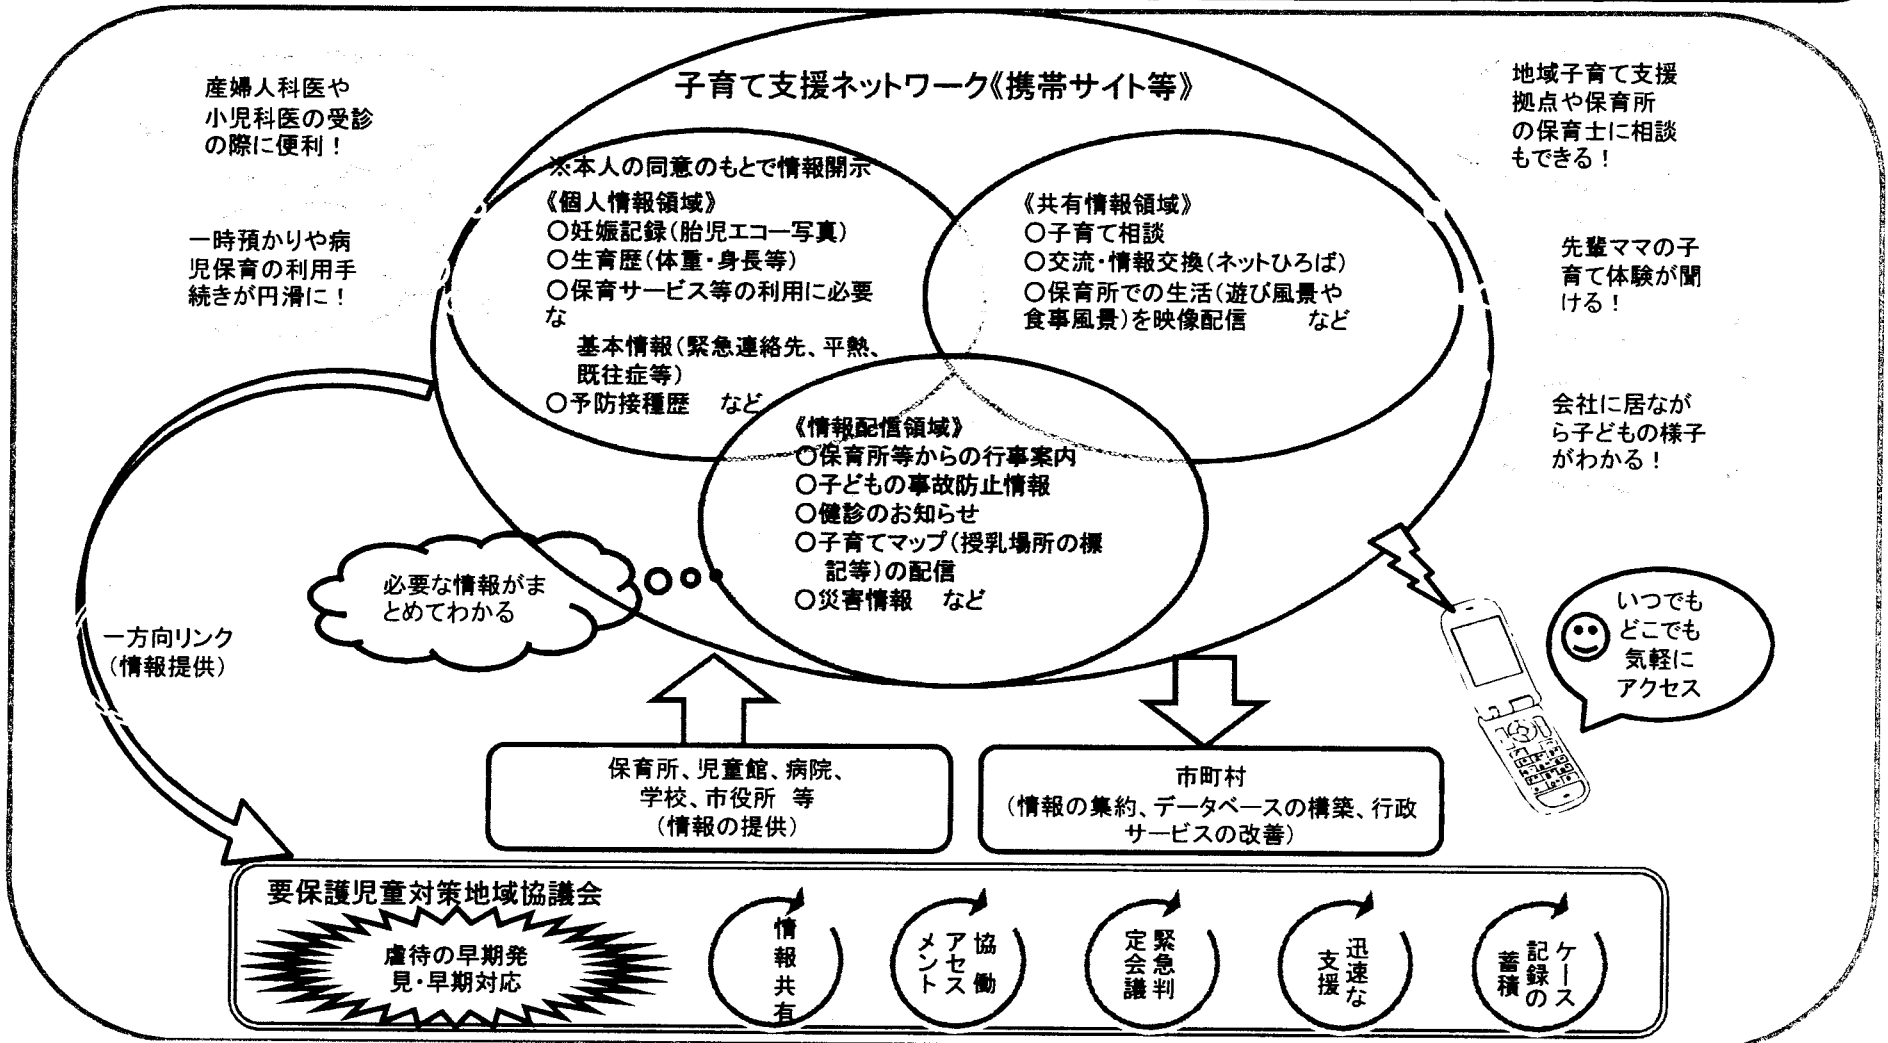 子育て支援ネットワーク《携帯サイト等》
産婦人科医や
小児科医の受診
の際に便利！
一時預かりや病
児保育の利用手
続きが円滑に！
※本人の同意のもとで情報開示
《個人情報領域》
○妊娠記録(胎児エコー写真)
○生育歴(体重・身長等)
○保育サービス等の利用に必要
な
基本情報(緊急連絡先、平熱、
既往症等)
○予防接種歴　など
《共有情報領域》
○子育て相談
○交流・情報交換(ネットひろば)
○保育所での生活(遊び風景や
食事風景)を映像配信　など
《情報配信領域》
○保育所等からの行事案内
○子どもの事故防止情報
○健診のお知らせ
○子育てマップ(授乳場所の標
記等)の配信
○災害情報　など
地域子育て支援
拠点や保育所
の保育士に相談
もできる！
先輩ママの子
育て体験が聞
ける！
会社に居なが
ら子どもの様子
がわかる！
必要な情報がま
とめてわかる
いつでも
どこでも
気軽に
アクセス
一方向リンク
(情報提供)
保育所、児童館、病院、
学校、市役所 等
(情報の提供)
市町村
(情報の集約、データベースの構築、行政
サービスの改善)
要保護児童対策地域協議会
虐待の早期発
見・早期対応
情報共有
協働
アセス
メント
緊急判
定会議
迅速な
支援
ケース
記録の
蓄積